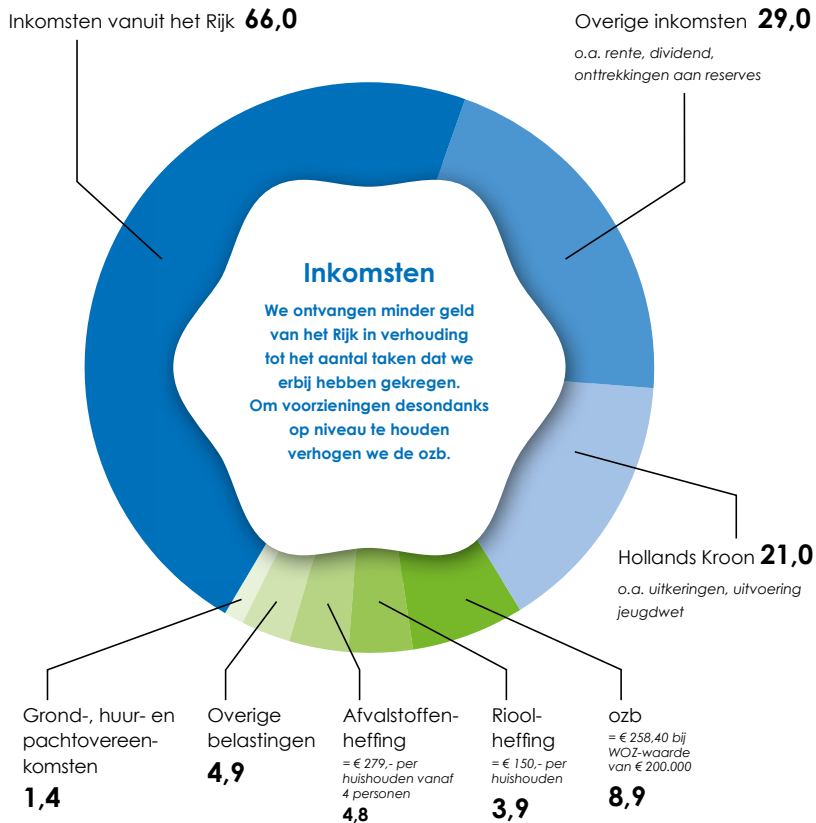 Inkomsten vanuit het Rijk 66,0
Overige inkomsten 29,0
o.a. rente, dividend,
onttrekkingen aan reserves
Inkomsten
We ontvangen minder geld
van het Rijk in verhouding
tot het aantal taken dat we
erbij hebben gekregen.
Om voorzieningen desondanks
op niveau te houden
verhogen we de ozb.
Hollands Kroon 21,0
o.a. uitkeringen, uitvoering
jeugdwet
Grond-, huur- en
pachtovereen-
komsten
1,4
Overige
belastingen
4,9
Afvalstoffen-
heffing
= € 279,- per
huishouden vanaf
4 personen
4,8
Riool-
heffing
= € 150,- per
huishouden
3,9
ozb
= € 258,40 bij
WOZ-waarde
van € 200.000
8,9